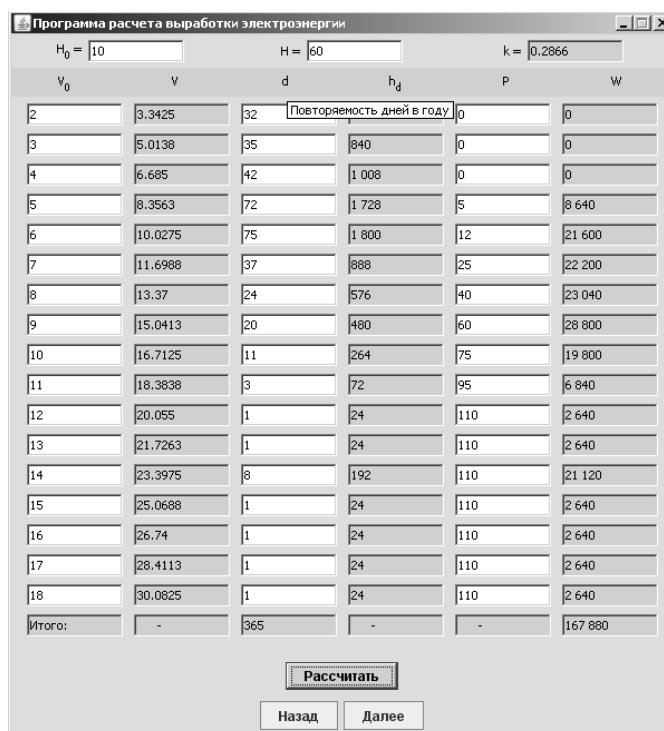 Программа расчета выработки электроэнергии
H0 = 10 H = 60 k = 0.2866
V0 V d hd P W
2 3.3425 32 Повторяемость дней в году 0 0
3 5.0138 35 840 0 0
4 6.685 42 1 008 0 0
5 8.3563 72 1 728 5 8 640
6 10.0275 75 1 800 12 21 600
7 11.6988 37 888 25 22 200
8 13.37 24 576 40 23 040
9 15.0413 20 480 60 28 800
10 16.7125 11 264 75 19 800
11 18.3838 3 72 95 6 840
12 20.055 1 24 110 2 640
13 21.7263 1 24 110 2 640
14 23.3975 8 192 110 21 120
15 25.0688 1 24 110 2 640
16 26.74 1 24 110 2 640
17 28.4113 1 24 110 2 640
18 30.0825 1 24 110 2 640
Итого: - 365 - - 167 880
Рассчитать
Назад Далее